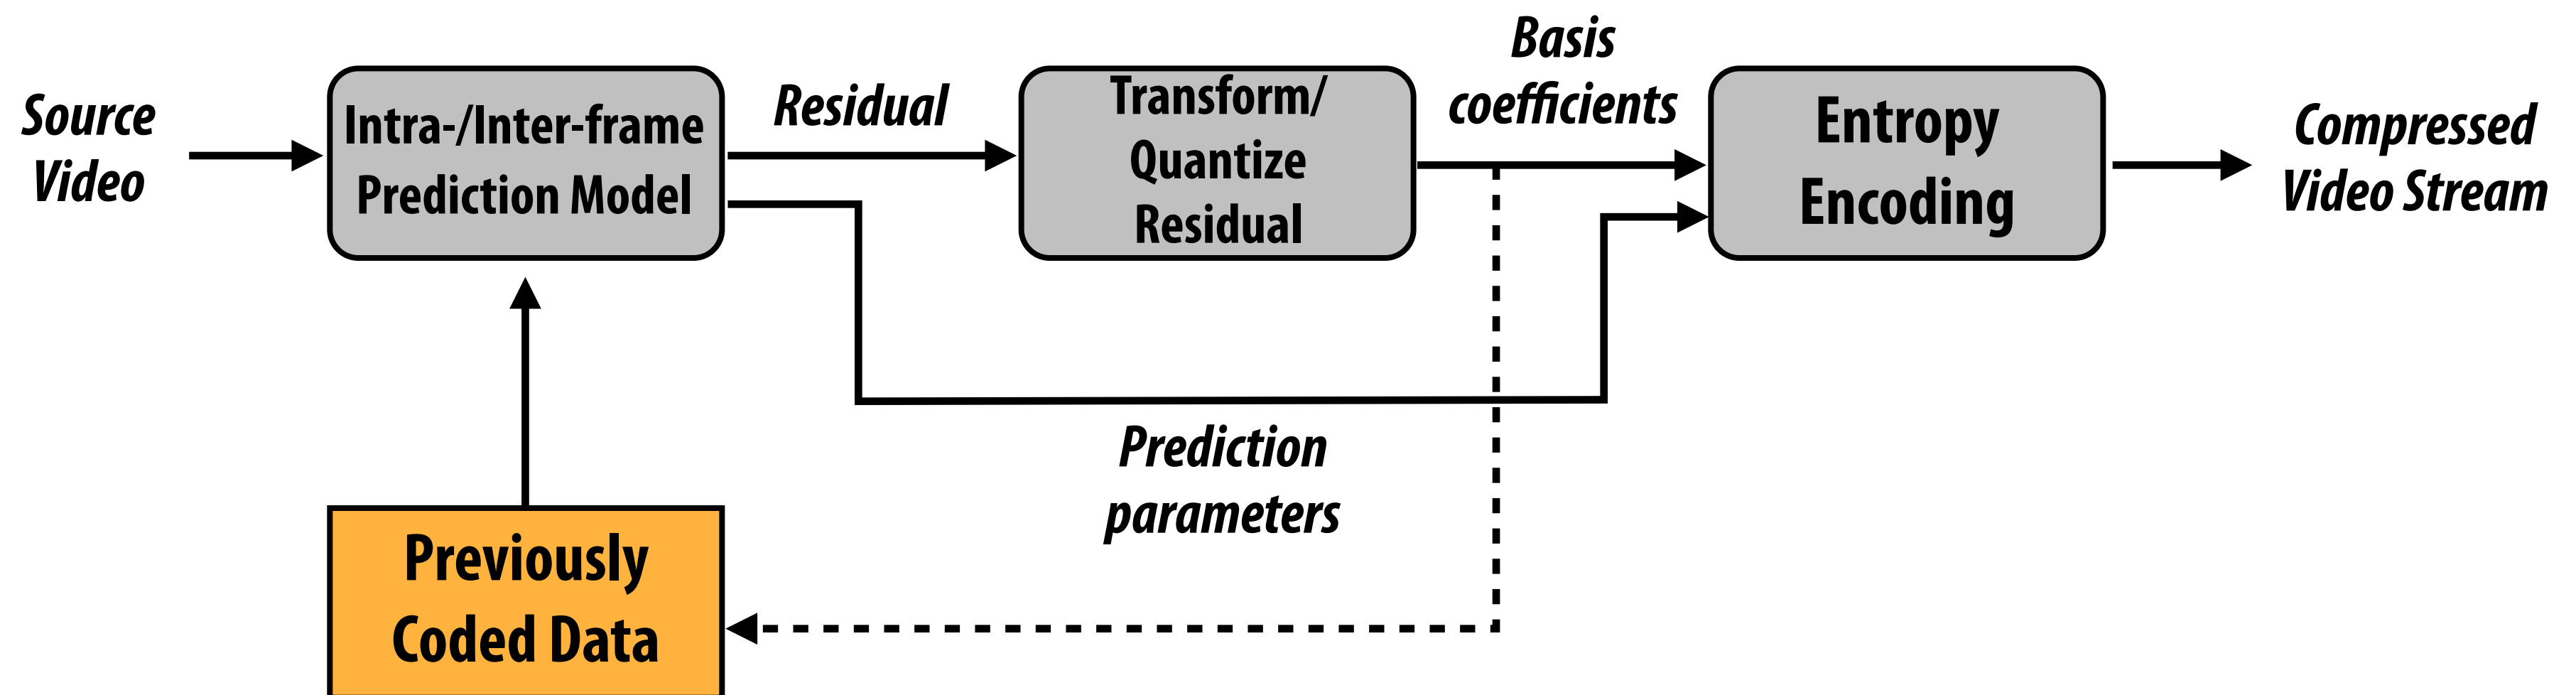 Source
Video
Intra-/Inter-frame
Prediction Model
Residual
Transform/
Quantize
Residual
Basis
coefficients
Entropy
Encoding
Compressed
Video Stream
Prediction
parameters
Previously
Coded Data